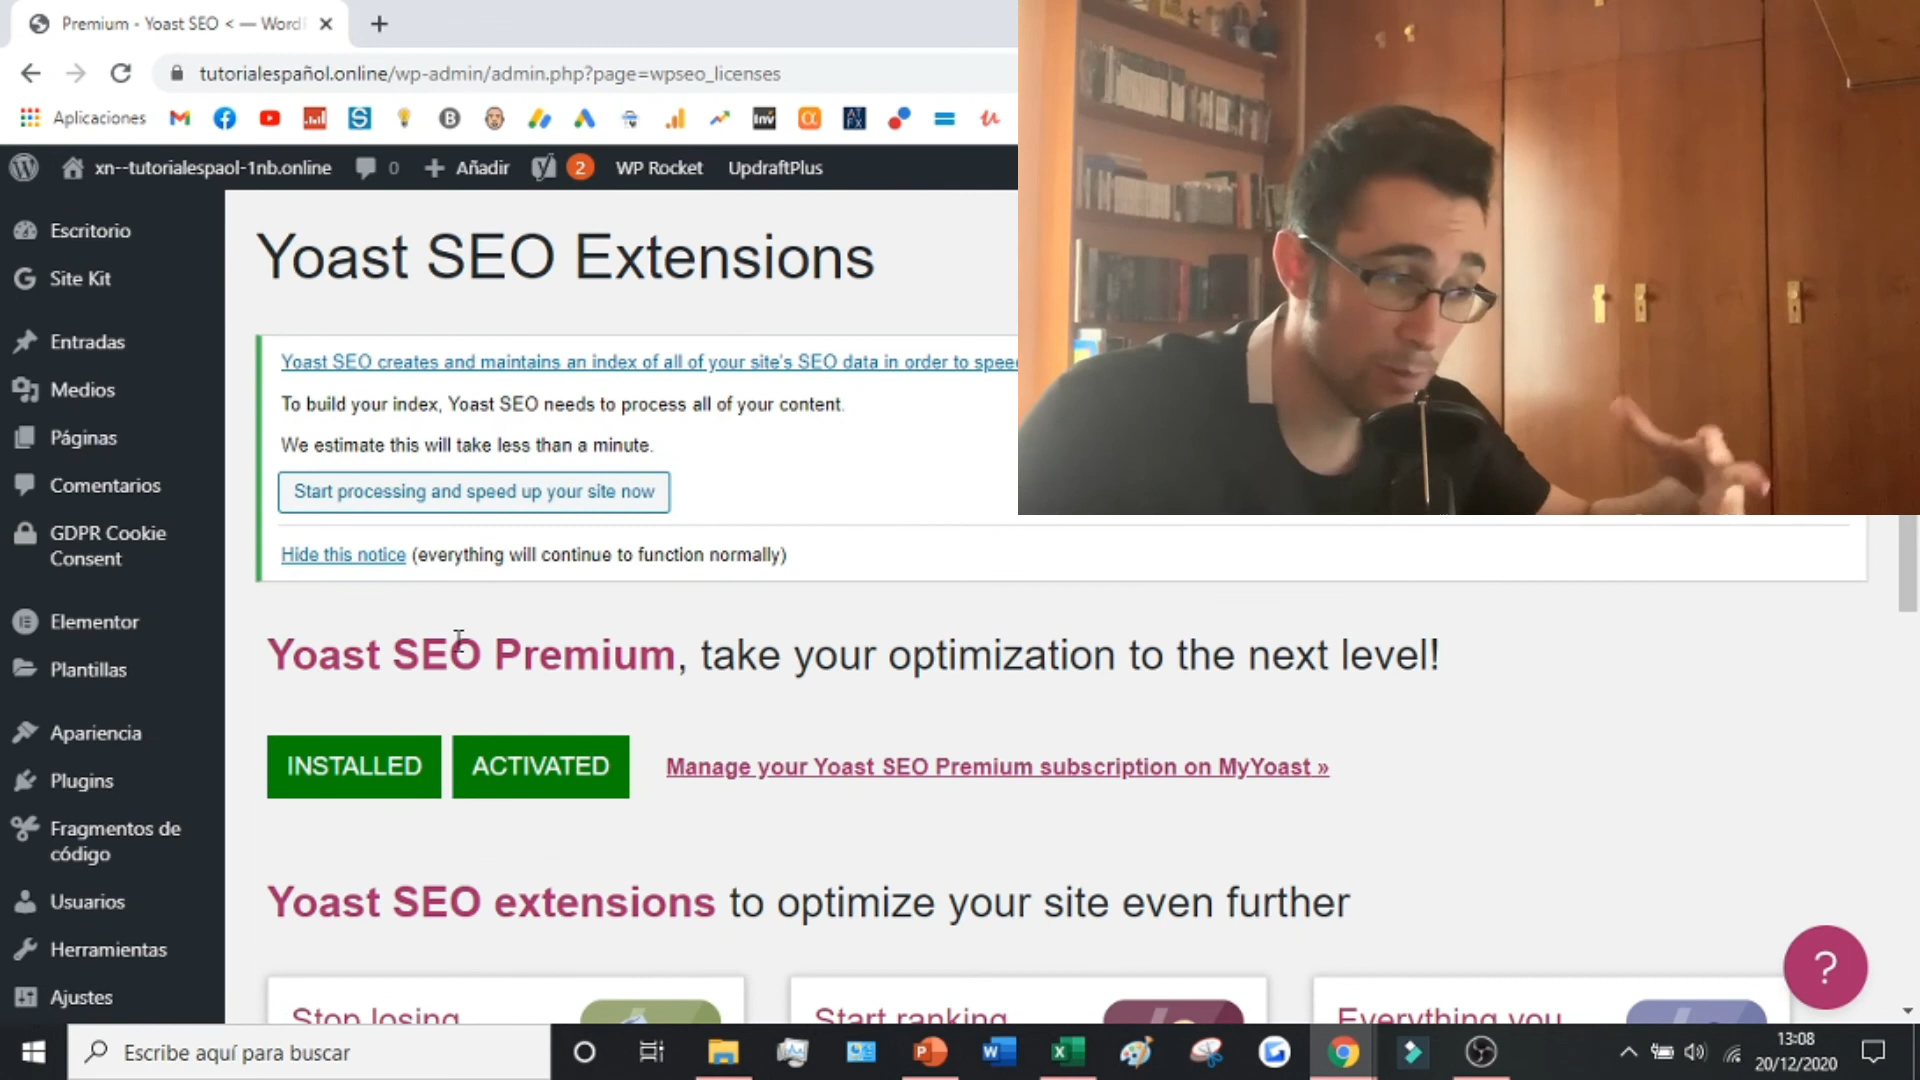 Premium - Yoast SEO < — Word
tutorialespañol.online/wp-admin/admin.php?page=wpseo_licenses
Aplicaciones
xn--tutorialespaol-1nb.online
0
Añadir
2
WP Rocket
UpdraftPlus
Escritorio
Site Kit
Entradas
Medios
Páginas
Comentarios
GDPR Cookie
Consent
Elementor
Plantillas
Apariencia
Plugins
Fragmentos de
código
Usuarios
Herramientas
Ajustes
Yoast SEO Extensions
Yoast SEO creates and maintains an index of all of your site's SEO data in order to spee
To build your index, Yoast SEO needs to process all of your content.
We estimate this will take less than a minute.
Start processing and speed up your site now
Hide this notice (everything will continue to function normally)
Yoast SEO Premium, take your optimization to the next level!
INSTALLED
ACTIVATED
Manage your Yoast SEO Premium subscription on MyYoast »
Yoast SEO extensions to optimize your site even further
Stop losing
Start ranking
Everything you
?
Escribe aquí para buscar
13:08
20/12/2020